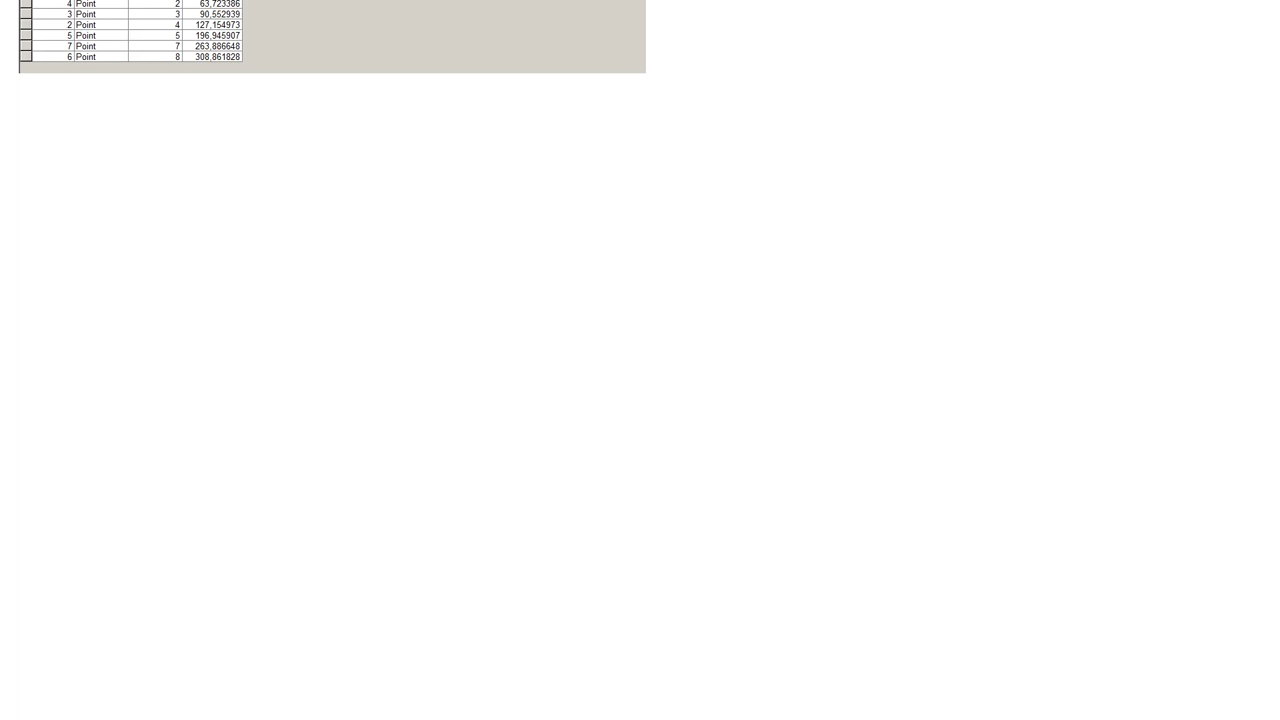 4 Point 2 63,723386
3 Point 3 90,552939
2 Point 4 127,154973
5 Point 5 196,945907
7 Point 7 263,886648
6 Point 8 308,861828